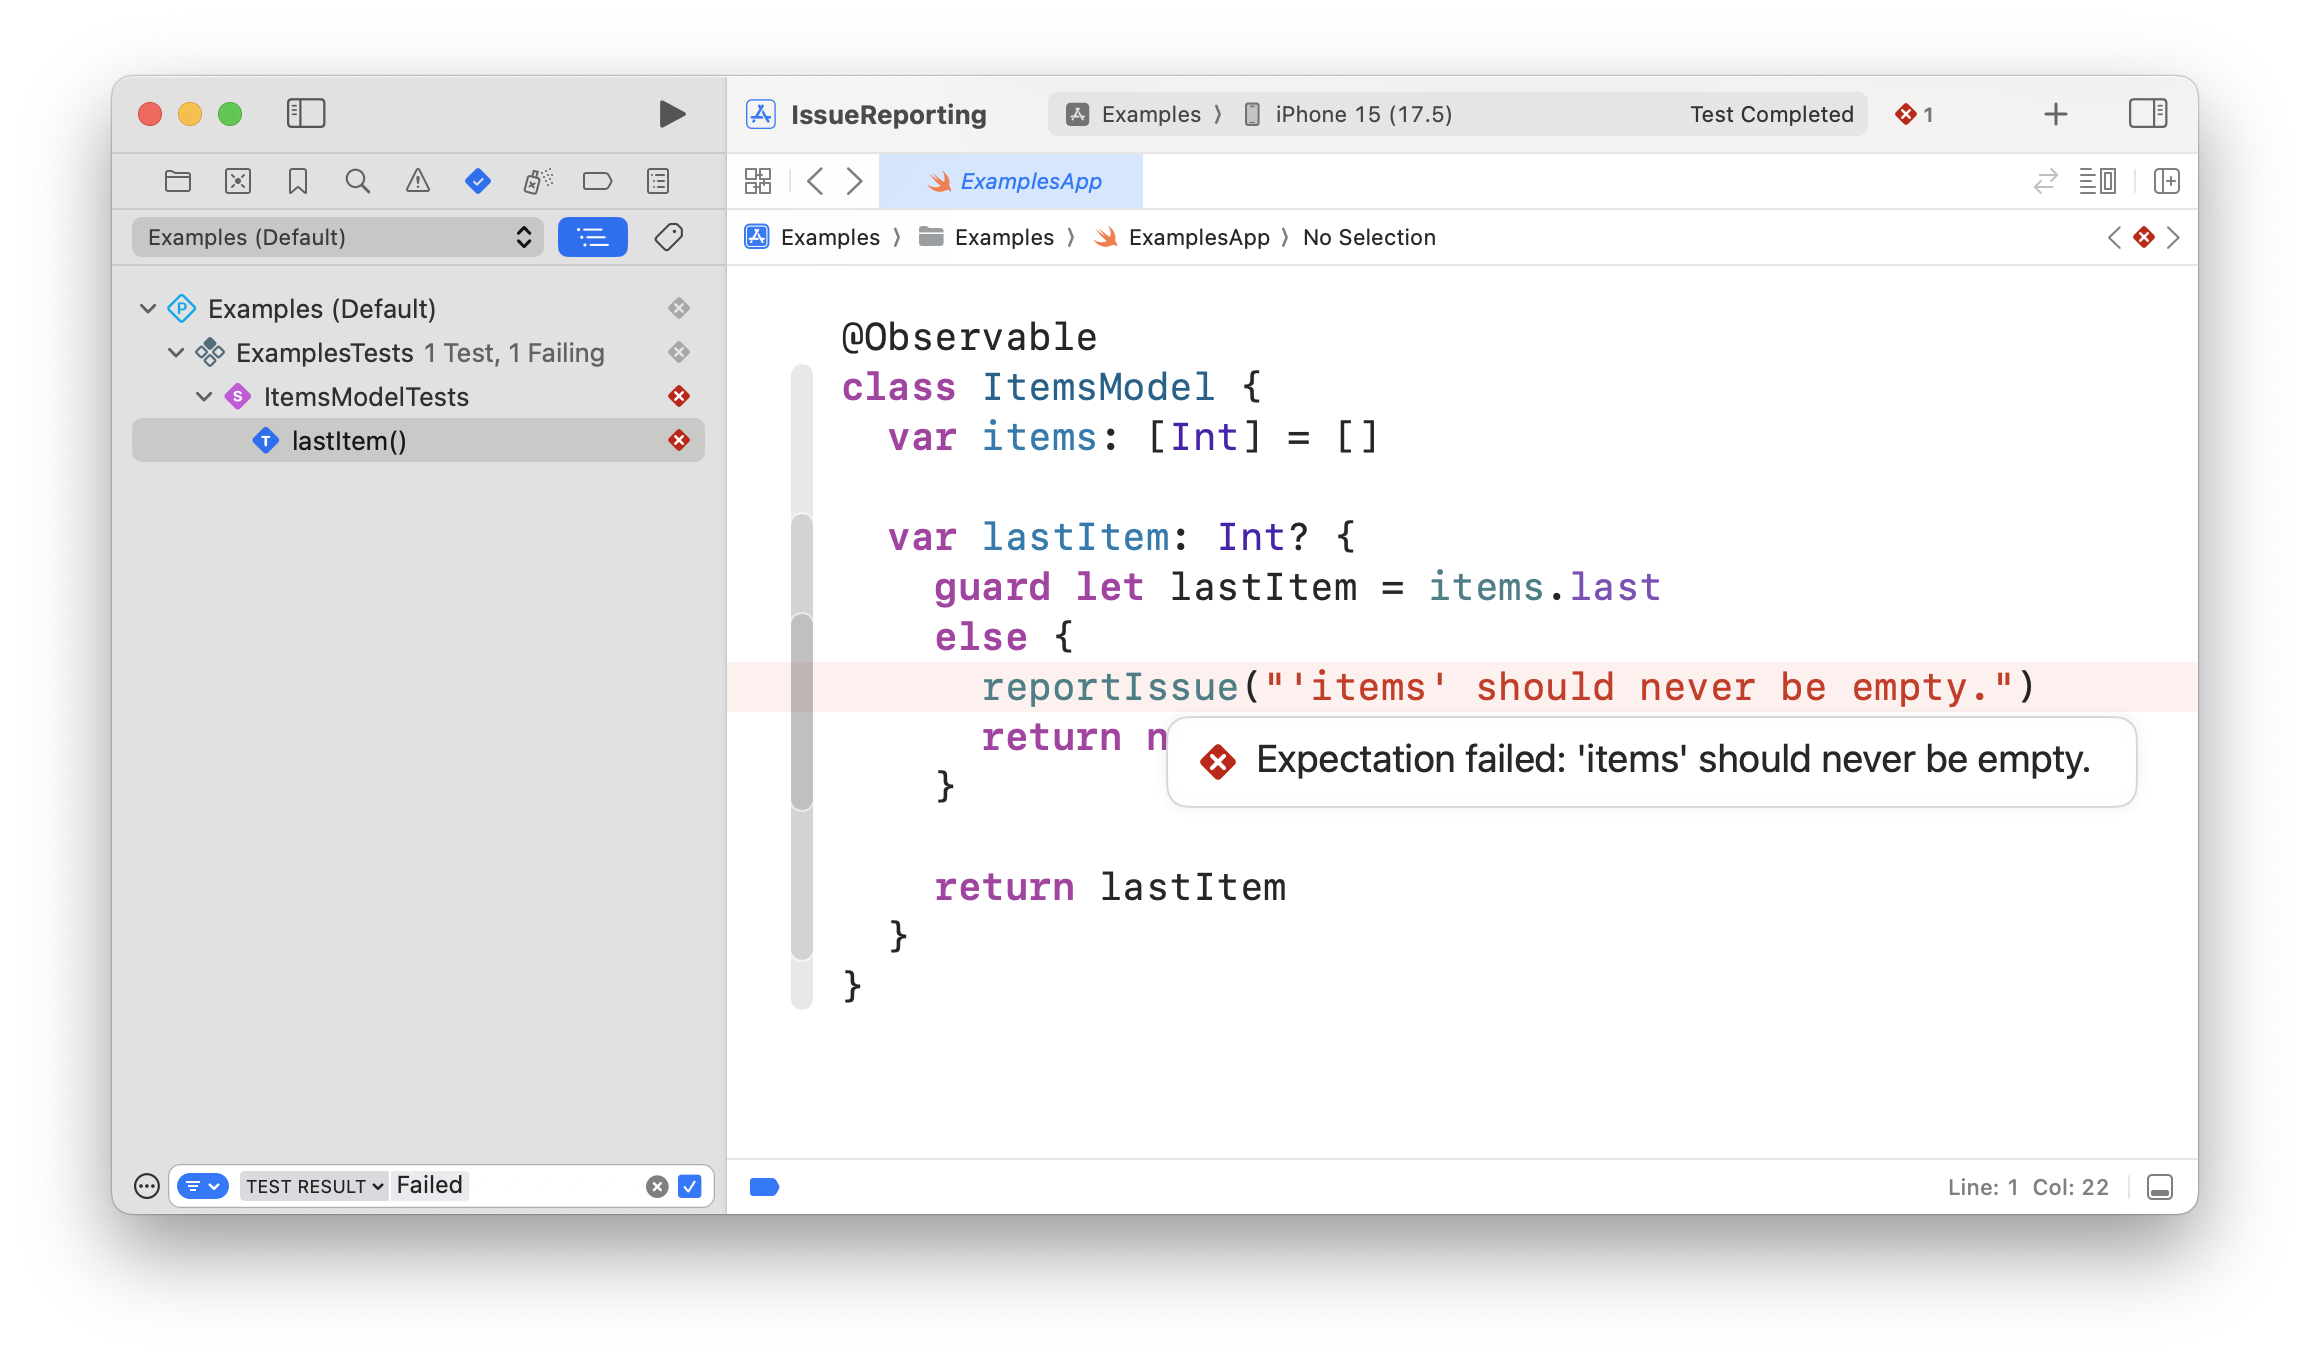 IssueReporting
Examples 〉 iPhone 15 (17.5) Test Completed 1
ExamplesApp
Examples (Default)
Examples 〉 Examples 〉 ExamplesApp 〉 No Selection
P Examples (Default)
ExamplesTests 1 Test, 1 Failing
S ItemsModelTests
T lastItem()
@Observable
class ItemsModel {
var items: [Int] = []
var lastItem: Int? {
guard let lastItem = items.last
else {
reportIssue("'items' should never be empty.")
return n
Expectation failed: 'items' should never be empty.
}
return lastItem
}
}
TEST RESULT Failed
Line: 1 Col: 22